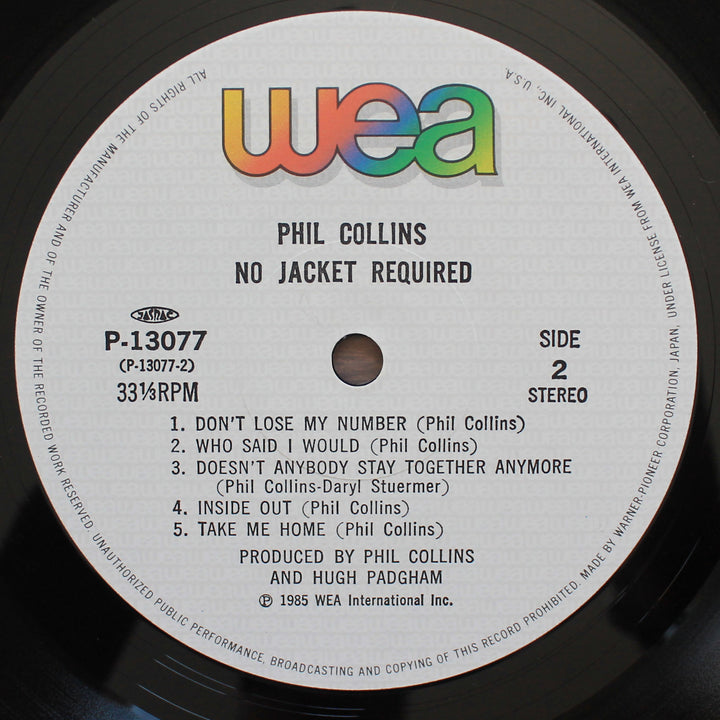 wea
PHIL COLLINS
NO JACKET REQUIRED
JASRAC
P-13077
(P-13077-2)
33⅓RPM
SIDE
2
STEREO
1. DON'T LOSE MY NUMBER (Phil Collins)
2. WHO SAID I WOULD (Phil Collins)
3. DOESN'T ANYBODY STAY TOGETHER ANYMORE
(Phil Collins-Daryl Stuermer)
4. INSIDE OUT (Phil Collins)
5. TAKE ME HOME (Phil Collins)
PRODUCED BY PHIL COLLINS
AND HUGH PADGHAM
Ⓟ 1985 WEA International Inc.
ALL RIGHTS OF THE MANUFACTURER AND OF THE OWNER OF THE RECORDED WORK RESERVED. UNAUTHORIZED PUBLIC PERFORMANCE, BROADCASTING AND COPYING OF THIS RECORD PROHIBITED. MADE BY WARNER-PIONEER CORPORATION, JAPAN, UNDER LICENSE FROM WEA INTERNATIONAL INC., U.S.A.